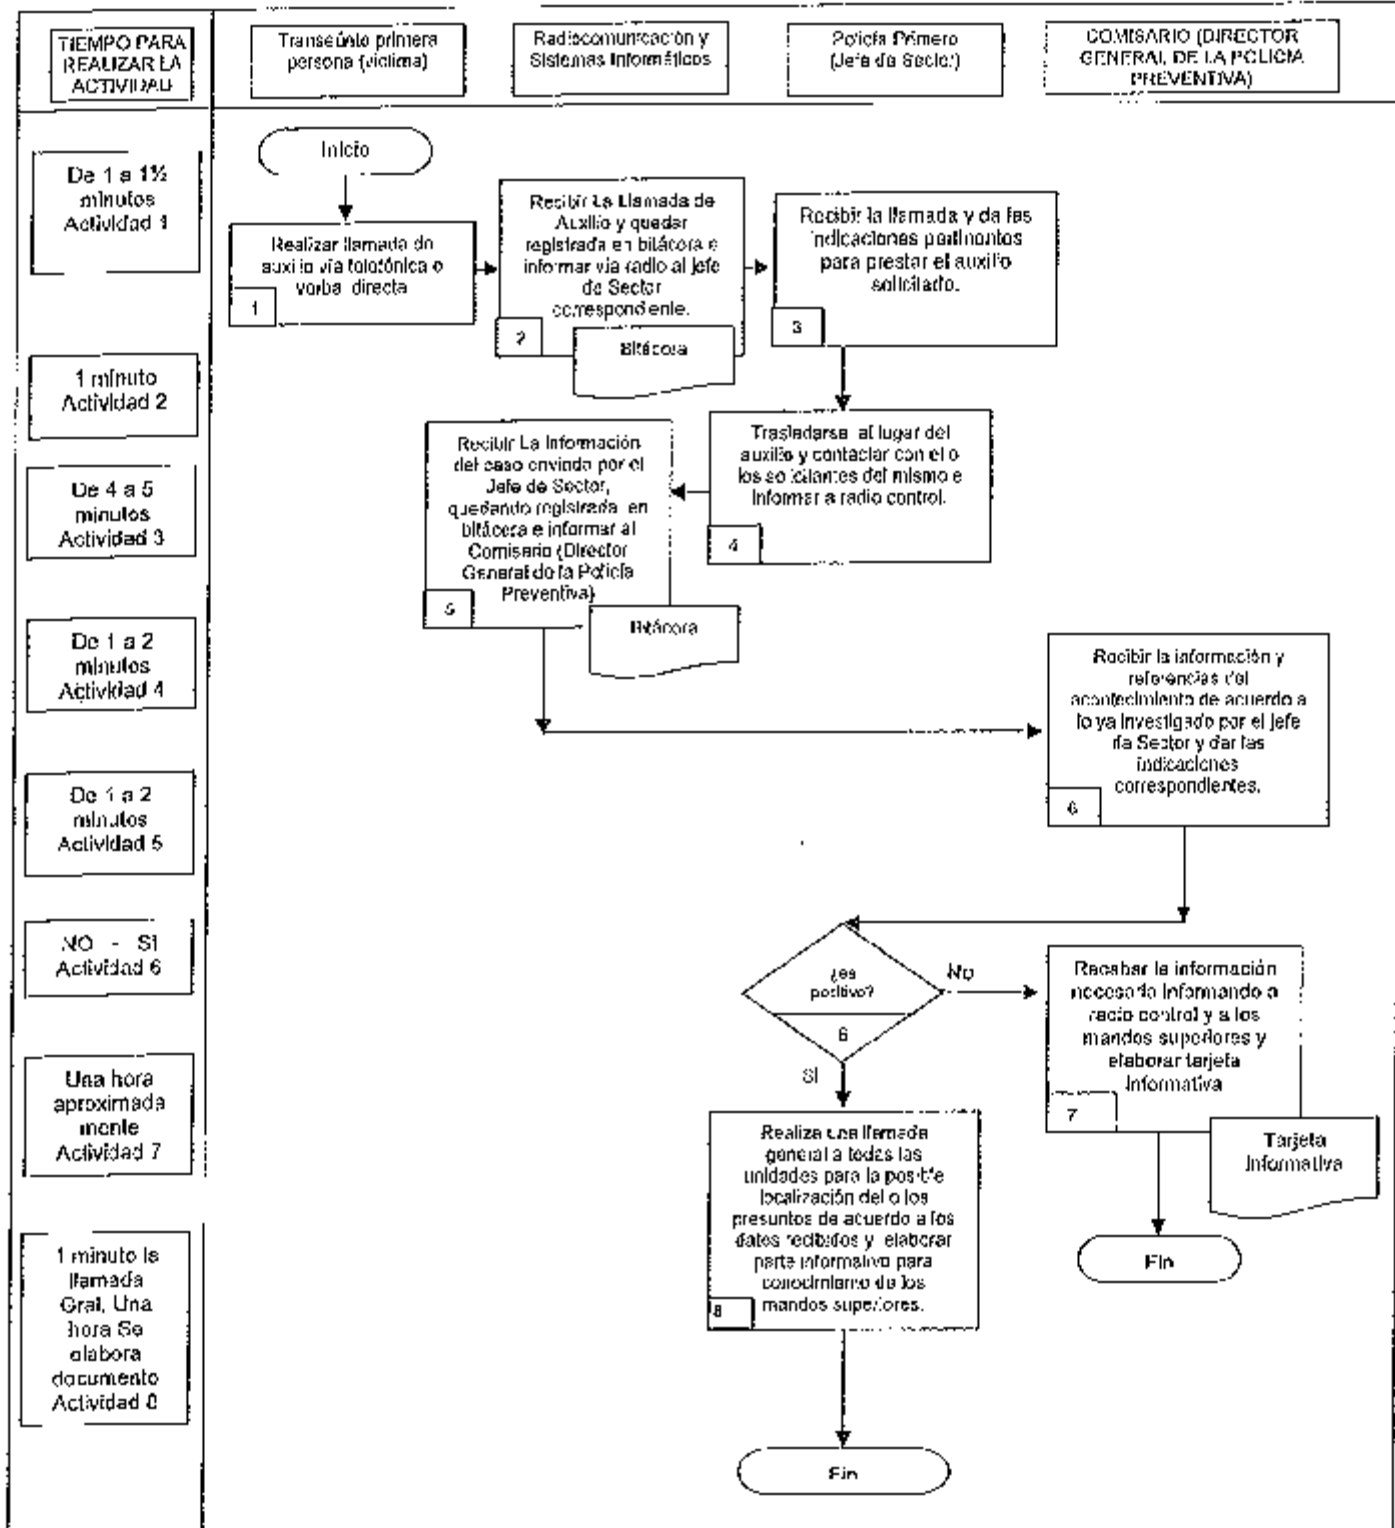 TIEMPO PARA
REALIZAR LA
ACTIVIDAD
Transeúnto primera
persona (víctima)
Radiocomunicación y
Sistemas Informáticos
Policía Primero
(Jefe de Sector)
COMISARIO (DIRECTOR
GENERAL DE LA POLICIA
PREVENTIVA)
De 1 a 1½
minutos
Actividad 1
Inicio
Realizar llamada de
auxilio vía telefónica o
verbal directa
1
Recibir La Llamada de
Auxilio y quedar
registrada en bitácora e
informar vía radio al jefe
de Sector
correspondiente.
2
Bitácora
Recibir la llamada y da las
indicaciones pertinentes
para prestar el auxilio
solicitado.
3
1 minuto
Actividad 2
Trasladarse al lugar del
auxilio y contactar con el o
los solicitantes del mismo e
informar a radio control.
4
Recibir La Información
del caso enviada por el
Jefe de Sector,
quedando registrada en
bitácora e informar al
Comisario (Director
General de la Policía
Preventiva)
5
Bitácora
De 4 a 5
minutos
Actividad 3
De 1 a 2
minutos
Actividad 4
Recibir la información y
referencias del
acontecimiento de acuerdo a
lo ya investigado por el jefe
de Sector y dar las
indicaciones
correspondientes.
6
De 1 a 2
minutos
Actividad 5
NO - SI
Actividad 6
¿es
positivo?
6
No
SI
Recabar la información
necesaria informando a
radio control y a los
mandos superiores y
elaborar tarjeta
Informativa
7
Tarjeta
Informativa
Fin
Una hora
aproximada
mente
Actividad 7
Realiza una llamada
general a todas las
unidades para la posible
localización del o los
presuntos de acuerdo a los
datos recibidos y elaborar
parte informativo para
conocimiento de los
mandos superiores.
8
1 minuto la
llamada
Gral, Una
hora Se
elabora
documento
Actividad 8
Fin